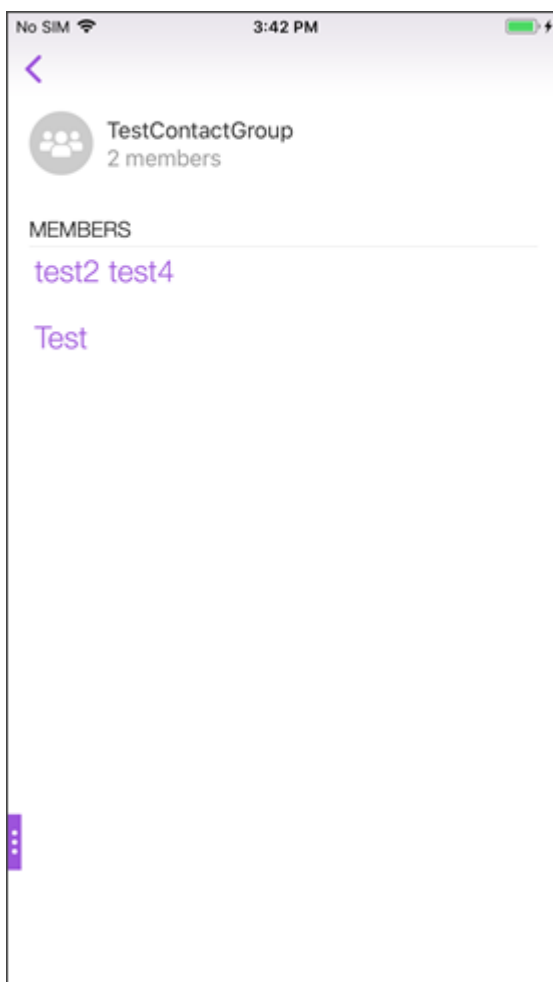 No SIM 3:42 PM
TestContactGroup
2 members
MEMBERS
test2 test4
Test